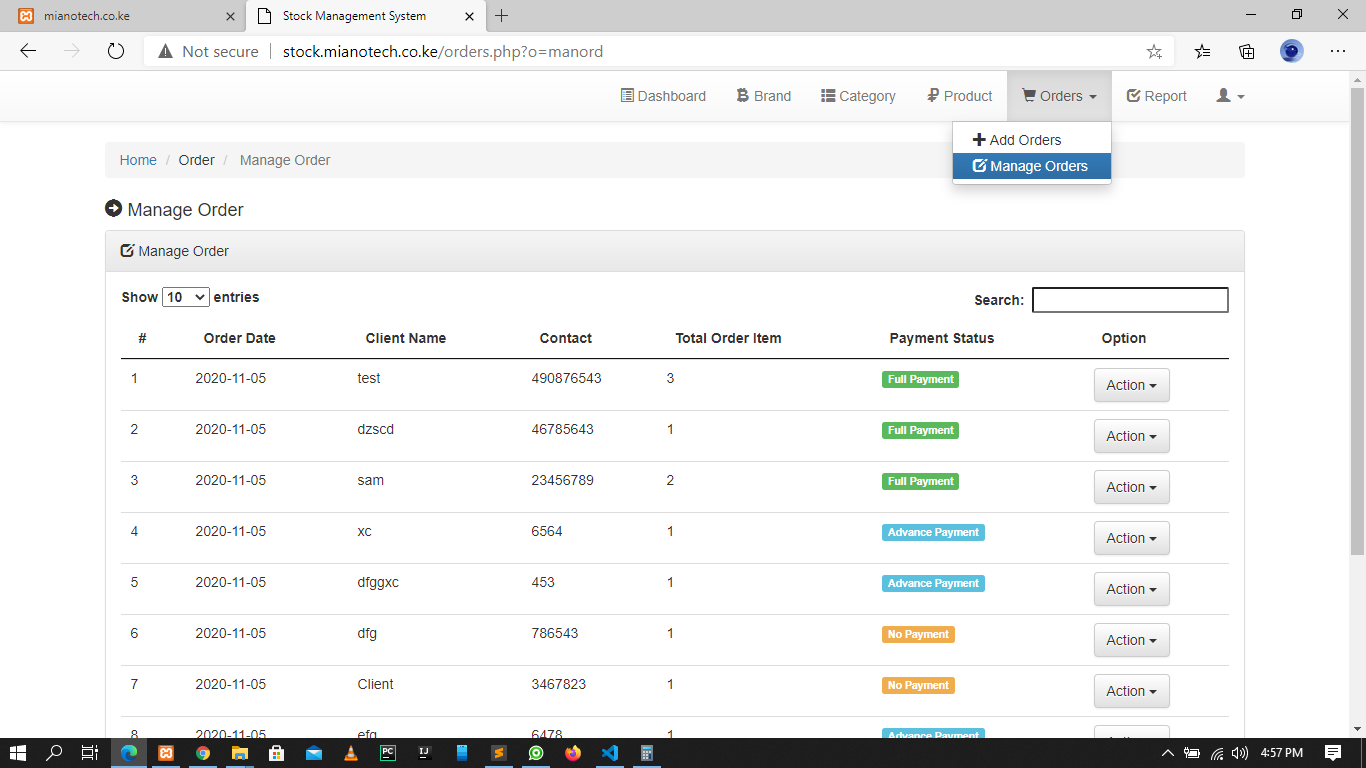 mianotech.co.ke
Stock Management System
Not secure
stock.mianotech.co.ke/orders.php?o=manord
Dashboard
Brand
Category
Product
Orders
Report
Add Orders
Manage Orders
Home / Order / Manage Order
Manage Order
Manage Order
Show 10 entries
Search:
# Order Date Client Name Contact Total Order Item Payment Status Option
1 2020-11-05 test 490876543 3 Full Payment Action
2 2020-11-05 dzscd 46785643 1 Full Payment Action
3 2020-11-05 sam 23456789 2 Full Payment Action
4 2020-11-05 xc 6564 1 Advance Payment Action
5 2020-11-05 dfggxc 453 1 Advance Payment Action
6 2020-11-05 dfg 786543 1 No Payment Action
7 2020-11-05 Client 3467823 1 No Payment Action
8 2020-11-05 efg 6478 1 Advance Payment Action
PC
IJ
4:57 PM